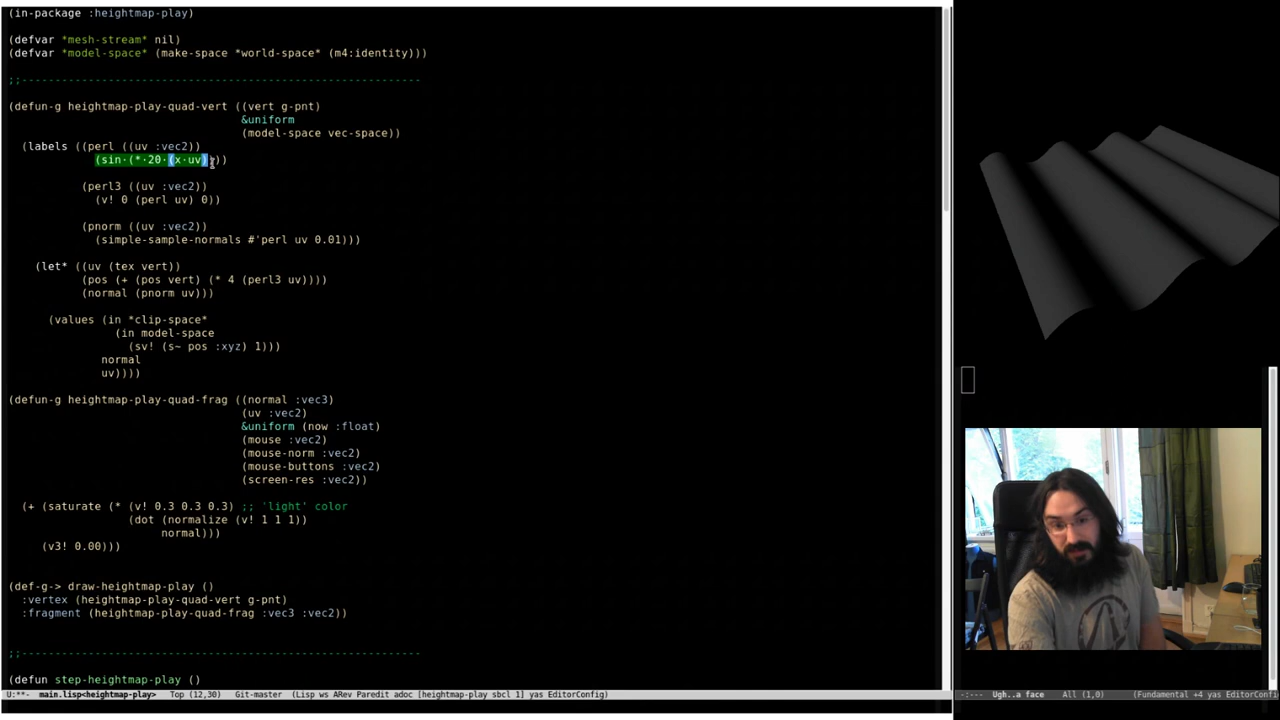 (in-package :heightmap-play)
(defvar *mesh-stream* nil)
(defvar *model-space* (make-space *world-space* (m4:identity)))
;;--------------------------------------------------------------
(defun-g heightmap-play-quad-vert ((vert g-pnt)
&uniform
(model-space vec-space))
(labels ((perl ((uv :vec2))
(sin·(*·20·(x·uv)))))
(perl3 ((uv :vec2))
(v! 0 (perl uv) 0))
(pnorm ((uv :vec2))
(simple-sample-normals #'perl uv 0.01)))
(let* ((uv (tex vert))
(pos (+ (pos vert) (* 4 (perl3 uv))))
(normal (pnorm uv)))
(values (in *clip-space*
(in model-space
(sv! (s~ pos :xyz) 1)))
normal
uv))))
(defun-g heightmap-play-quad-frag ((normal :vec3)
(uv :vec2)
&uniform (now :float)
(mouse :vec2)
(mouse-norm :vec2)
(mouse-buttons :vec2)
(screen-res :vec2))
(+ (saturate (* (v! 0.3 0.3 0.3) ;; 'light' color
(dot (normalize (v! 1 1 1))
normal)))
(v3! 0.00)))
(def-g-> draw-heightmap-play ()
:vertex (heightmap-play-quad-vert g-pnt)
:fragment (heightmap-play-quad-frag :vec3 :vec2))
;;--------------------------------------------------------------
(defun step-heightmap-play ()
U:**- main.lisp<heightmap-play> Top (12,30) Git-master (Lisp ws ARev Paredit adoc [heightmap-play sbcl 1] yas EditorConfig)
-:--- Ugh..a face All (1,0) (Fundamental +4 yas EditorConfi